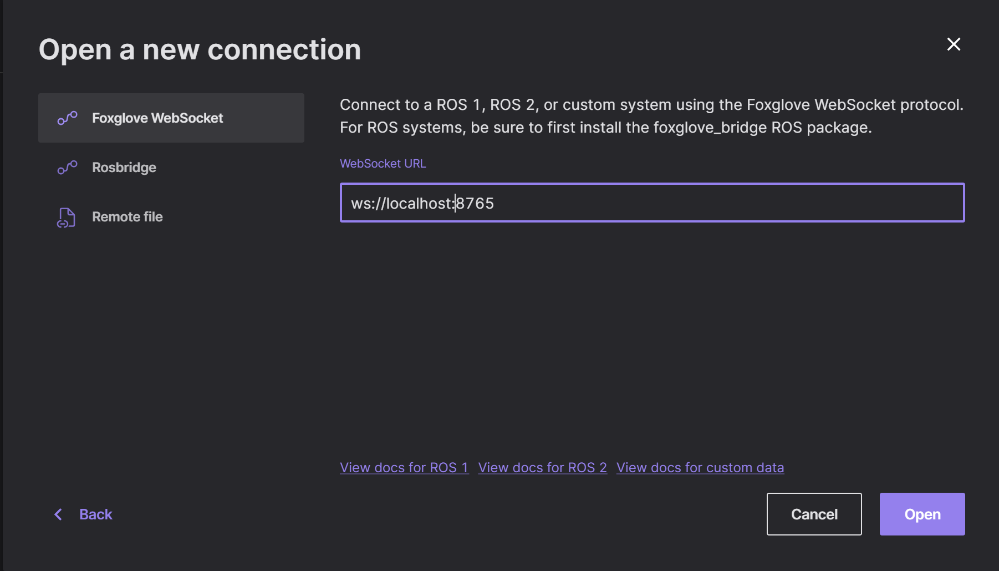 Open a new connection
Foxglove WebSocket
Rosbridge
Remote file
Connect to a ROS 1, ROS 2, or custom system using the Foxglove WebSocket protocol.
For ROS systems, be sure to first install the foxglove_bridge ROS package.
WebSocket URL
ws://localhost:8765
View docs for ROS 1 View docs for ROS 2 View docs for custom data
Back
Cancel
Open